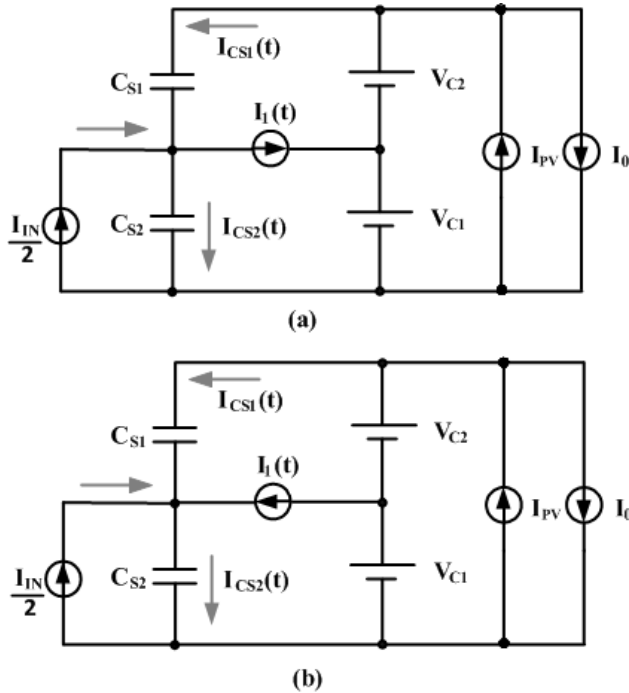 I_CS1(t)
C_S1
V_C2
I_1(t)
I_PV
I_0
I_IN
2
C_S2
I_CS2(t)
V_C1
(a)
I_CS1(t)
C_S1
V_C2
I_1(t)
I_PV
I_0
I_IN
2
C_S2
I_CS2(t)
V_C1
(b)